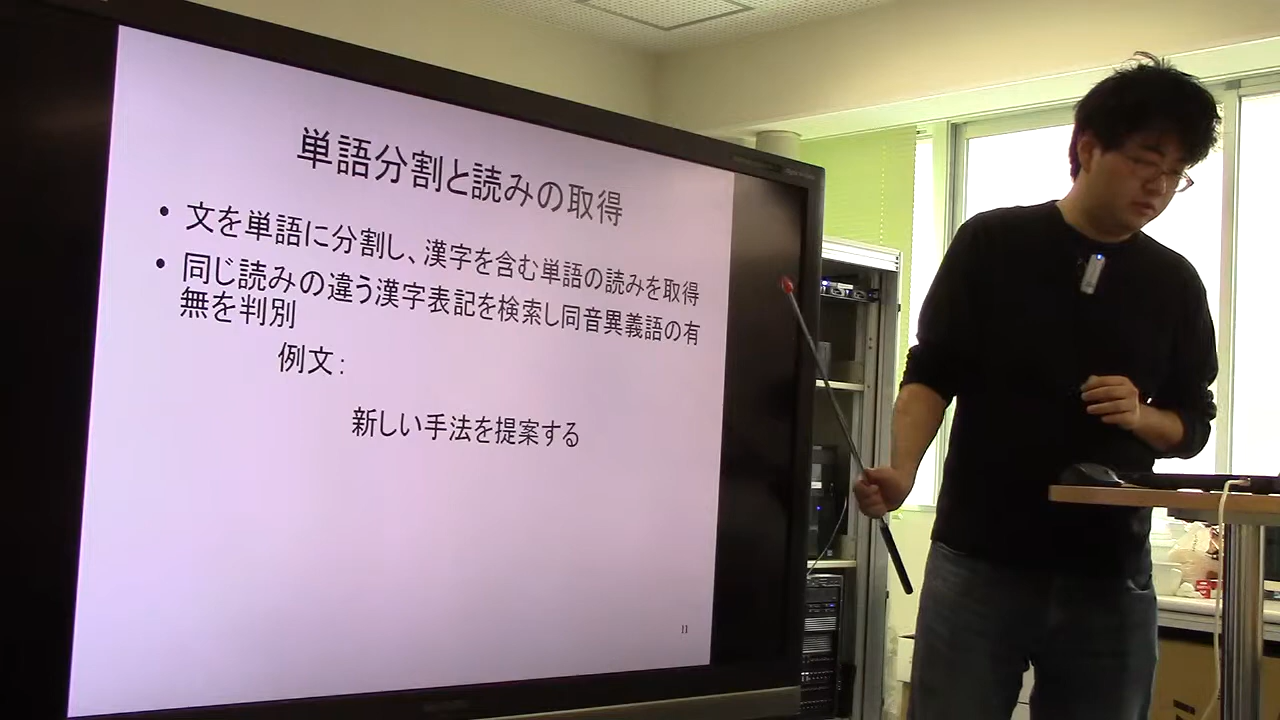 単語分割と読みの取得
• 文を単語に分割し、漢字を含む単語の読みを取得
• 同じ読みの違う漢字表記を検索し同音異義語の有
無を判別
例文:
新しい手法を提案する
11